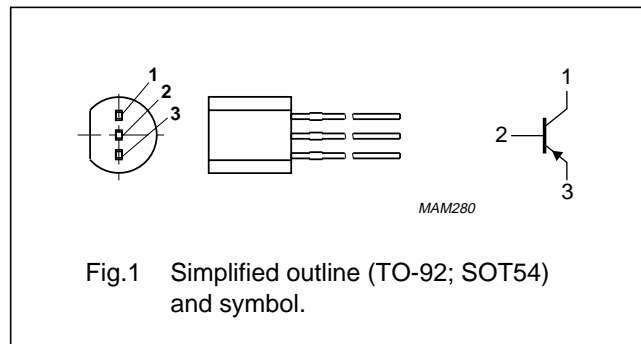 1
2
3
1
2
3
MAM280
Fig.1 Simplified outline (TO-92; SOT54)
and symbol.